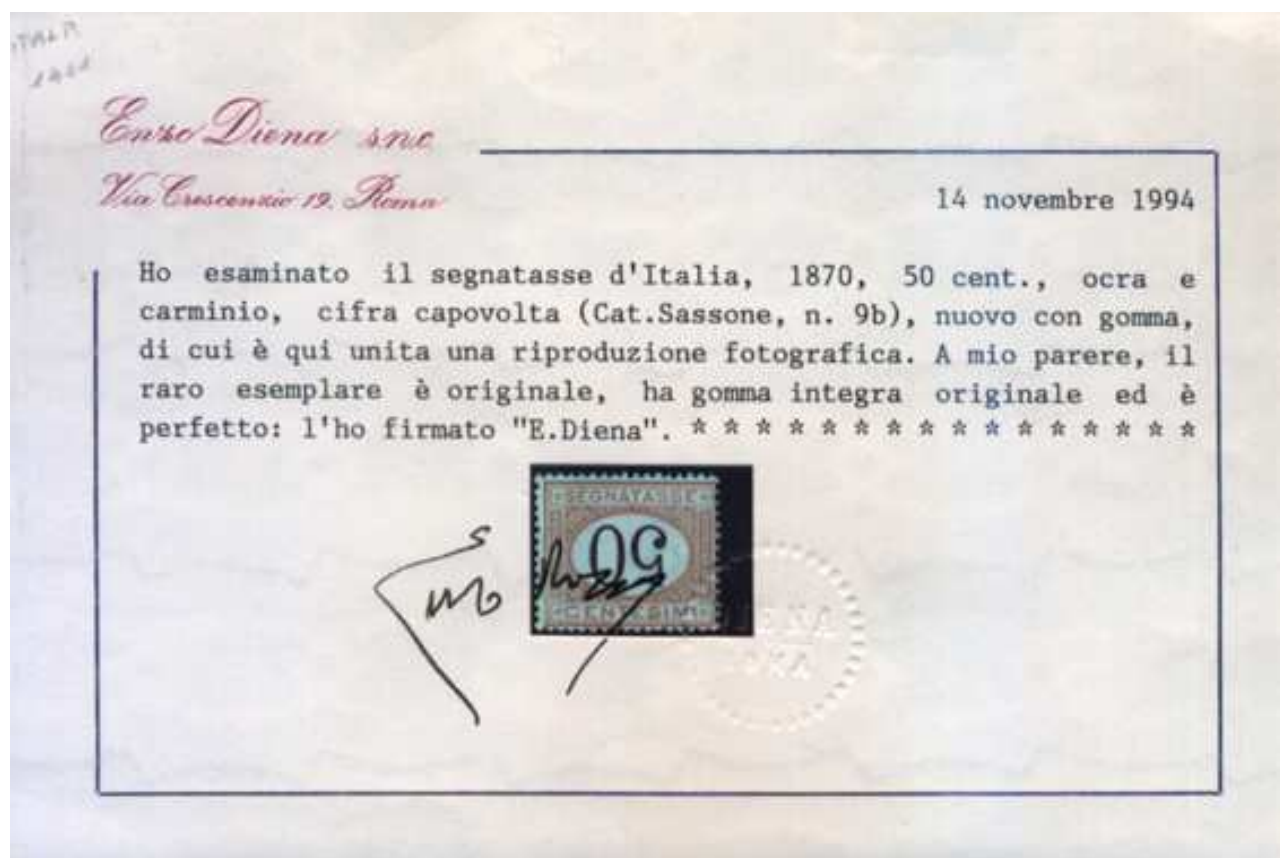 Enzo Diena s.n.c.
Via Crescenzio 19. Roma
14 novembre 1994
Ho esaminato il segnatasse d'Italia, 1870, 50 cent., ocra e
carminio, cifra capovolta (Cat.Sassone, n. 9b), nuovo con gomma,
di cui è qui unita una riproduzione fotografica. A mio parere, il
raro esemplare è originale, ha gomma integra originale ed è
perfetto: l'ho firmato "E.Diena". * * * * * * * * * * * * * * * *
SEGNATASSE
50
CENTESIMI